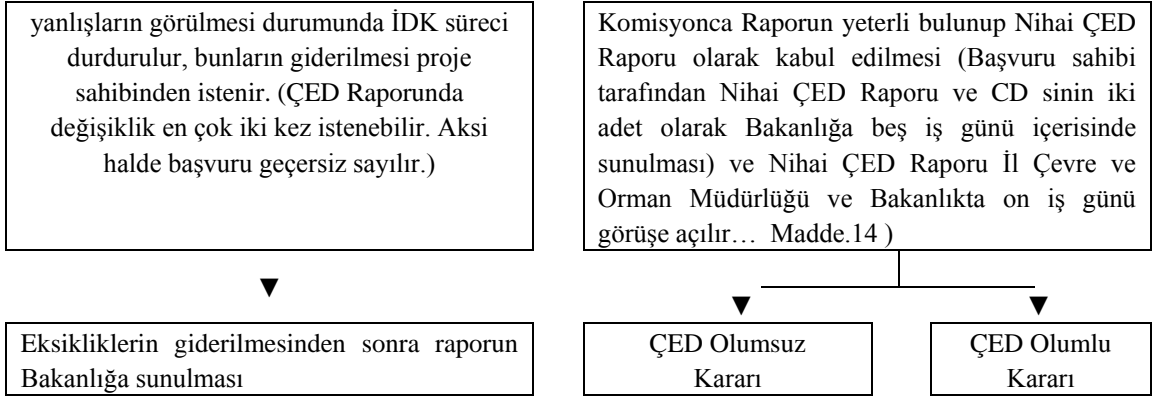 yanlışların görülmesi durumunda İDK süreci
durdurulur, bunların giderilmesi proje
sahibinden istenir. (ÇED Raporunda
değişiklik en çok iki kez istenebilir. Aksi
halde başvuru geçersiz sayılır.)
Komisyonca Raporun yeterli bulunup Nihai ÇED
Raporu olarak kabul edilmesi (Başvuru sahibi
tarafından Nihai ÇED Raporu ve CD sinin iki
adet olarak Bakanlığa beş iş günü içerisinde
sunulması) ve Nihai ÇED Raporu İl Çevre ve
Orman Müdürlüğü ve Bakanlıkta on iş günü
görüşe açılır… Madde.14 )
Eksikliklerin giderilmesinden sonra raporun
Bakanlığa sunulması
ÇED Olumsuz
Kararı
ÇED Olumlu
Kararı